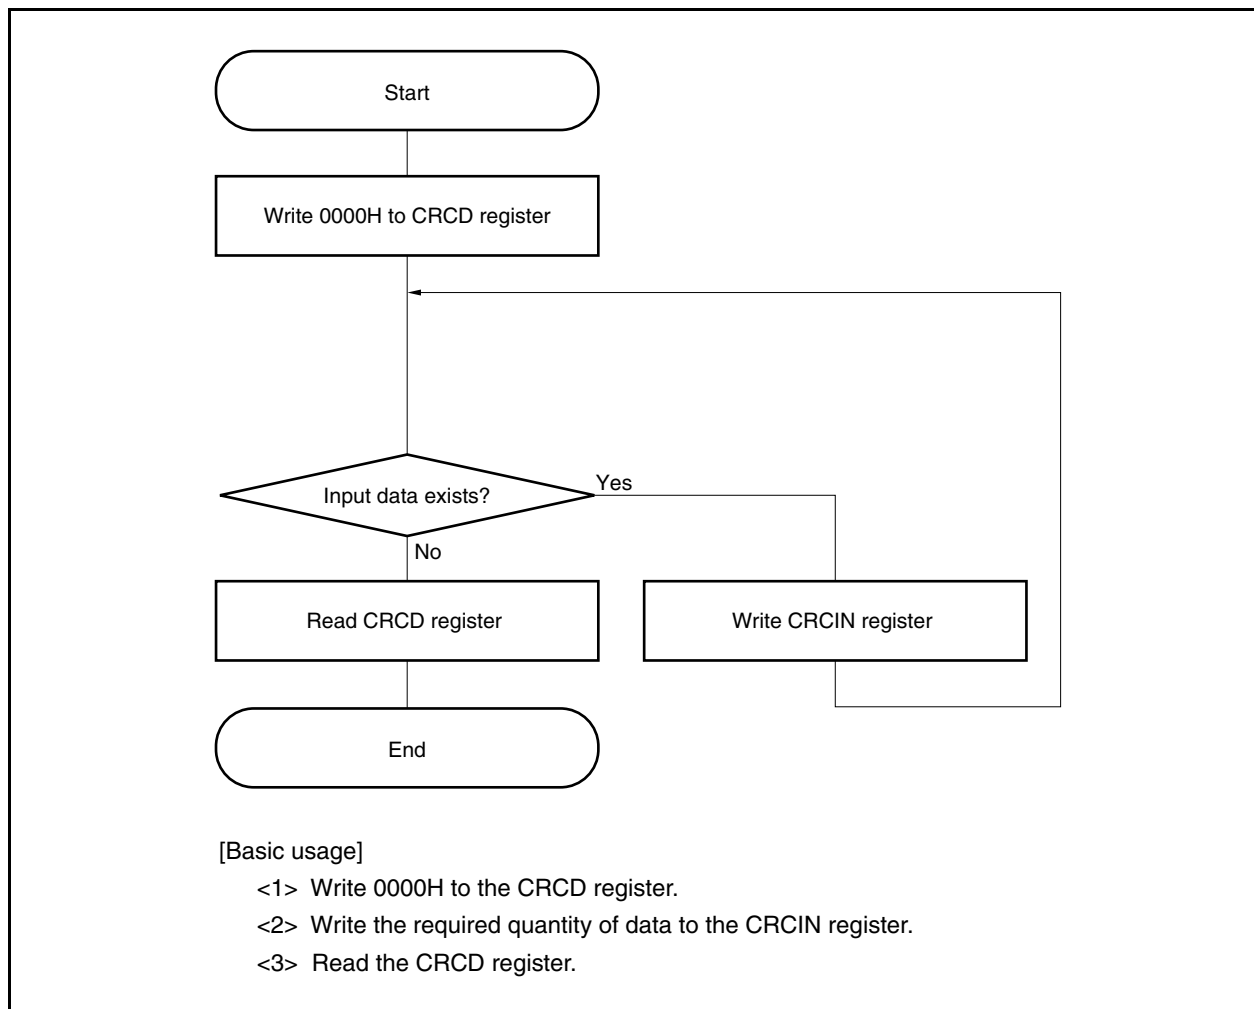 Start
Write 0000H to CRCD register
Input data exists?
Yes
No
Read CRCD register
Write CRCIN register
End
[Basic usage]
<1> Write 0000H to the CRCD register.
<2> Write the required quantity of data to the CRCIN register.
<3> Read the CRCD register.